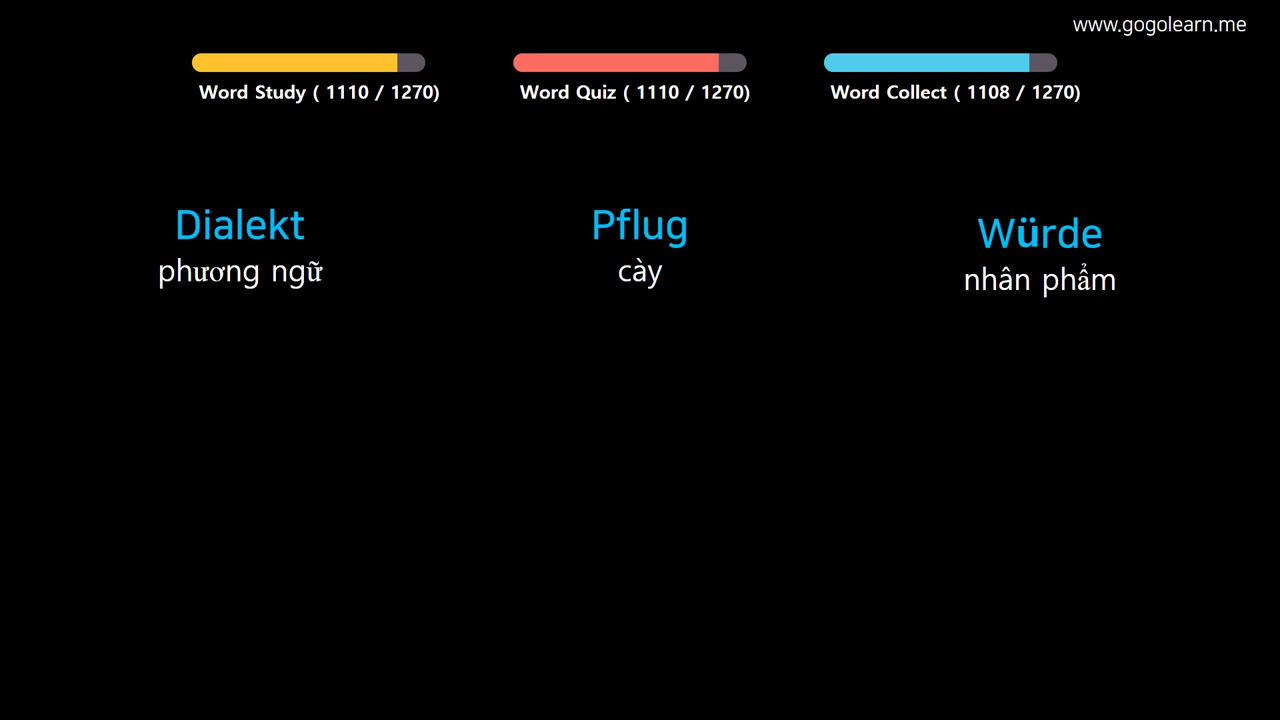 www.gogolearn.me
Word Study ( 1110 / 1270)
Word Quiz ( 1110 / 1270)
Word Collect ( 1108 / 1270)
Dialekt
phương ngữ
Pflug
cày
Würde
nhân phẩm